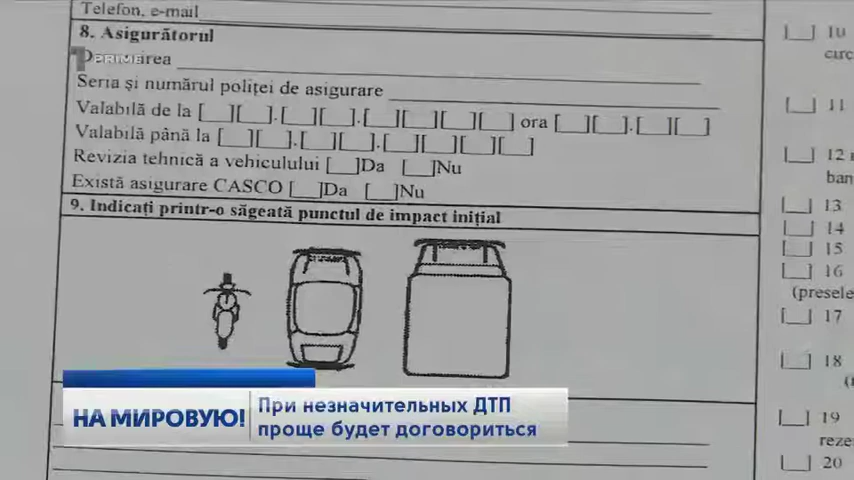 Telefon, e-mail
8. Asigurătorul
PRIME
Seria și numărul poliței de asigurare
Valabilă de la [__][__].[__][__].[__][__][__][__] ora [__][__].[__][__]
Valabilă până la [__][__].[__][__].[__][__][__][__]
Revizia tehnică a vehiculului [__]Da [__]Nu
Există asigurare CASCO [__]Da [__]Nu
9. Indicați printr-o săgeată punctul de impact inițial
[__] 10
circ
[__] 11
[__] 12
ban
[__] 13
[__] 14
[__] 15
[__] 16
(presele
[__] 17
[__] 18
[__] 19
reze
[__] 20
НА МИРОВУЮ!
При незначительных ДТП
проще будет договориться